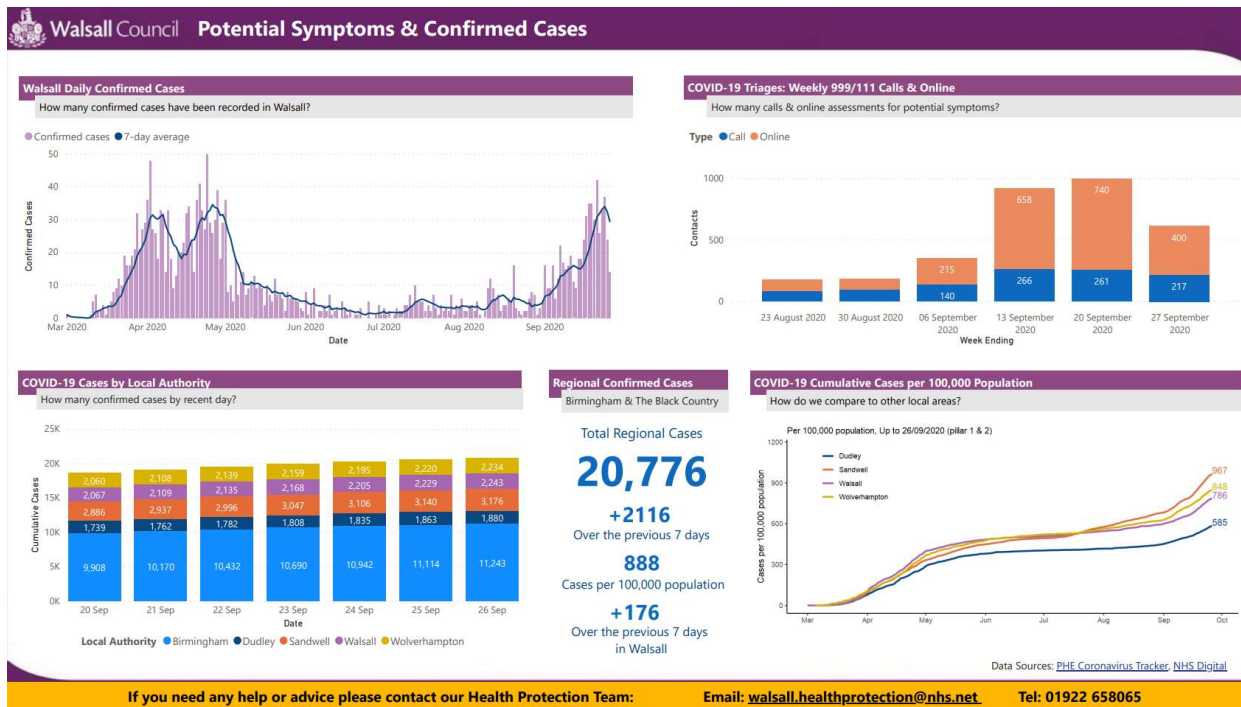 Walsall Council Potential Symptoms & Confirmed Cases
Walsall Daily Confirmed Cases
How many confirmed cases have been recorded in Walsall?
Confirmed cases 7-day average
Confirmed Cases
50
40
30
20
10
0
Mar 2020 Apr 2020 May 2020 Jun 2020 Jul 2020 Aug 2020 Sep 2020
Date
COVID-19 Triages: Weekly 999/111 Calls & Online
How many calls & online assessments for potential symptoms?
Type Call Online
Contacts
1000
500
0
658
740
400
215
140
266
261
217
23 August 2020 30 August 2020 06 September 2020 13 September 2020 20 September 2020 27 September 2020
Week Ending
COVID-19 Cases by Local Authority
How many confirmed cases by recent day?
Cumulative Cases
25K
20K
15K
10K
5K
0K
2,060 2,108 2,139 2,159 2,195 2,220 2,234
2,067 2,109 2,135 2,168 2,205 2,229 2,243
2,886 2,937 2,996 3,047 3,106 3,140 3,176
1,739 1,762 1,782 1,808 1,835 1,863 1,880
9,908 10,170 10,432 10,690 10,942 11,114 11,243
20 Sep 21 Sep 22 Sep 23 Sep 24 Sep 25 Sep 26 Sep
Date
Local Authority Birmingham Dudley Sandwell Walsall Wolverhampton
Regional Confirmed Cases
Birmingham & The Black Country
Total Regional Cases
20,776
+2116
Over the previous 7 days
888
Cases per 100,000 population
+176
Over the previous 7 days
in Walsall
COVID-19 Cumulative Cases per 100,000 Population
How do we compare to other local areas?
Per 100,000 population, Up to 26/09/2020 (pillar 1 & 2)
Cases per 100,000 population
1200
900
600
300
0
Dudley
Sandwell
Walsall
Wolverhampton
967
848
786
585
Mar Apr May Jun Jul Aug Sep Oct
Data Sources: PHE Coronavirus Tracker, NHS Digital
If you need any help or advice please contact our Health Protection Team: Email: walsall.healthprotection@nhs.net Tel: 01922 658065